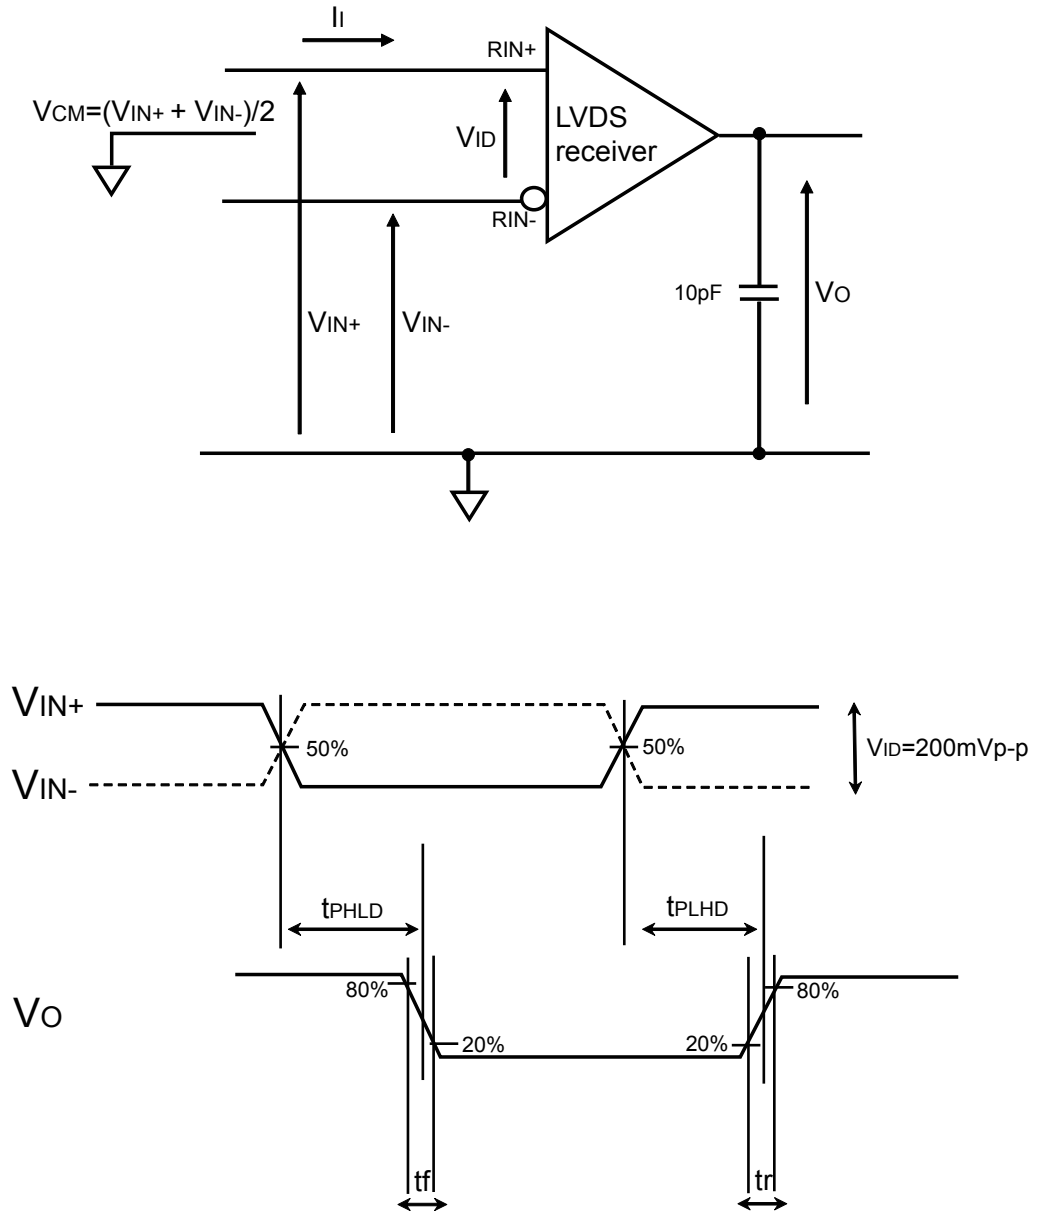 II
RIN+
VCM=(VIN+ + VIN-)/2
VID
LVDS
receiver
RIN-
10pF
VO
VIN+
VIN-
VIN+
50%
50%
VID=200mVp-p
VIN-
tPHLD
tPLHD
80%
80%
VO
20%
20%
tf
tr